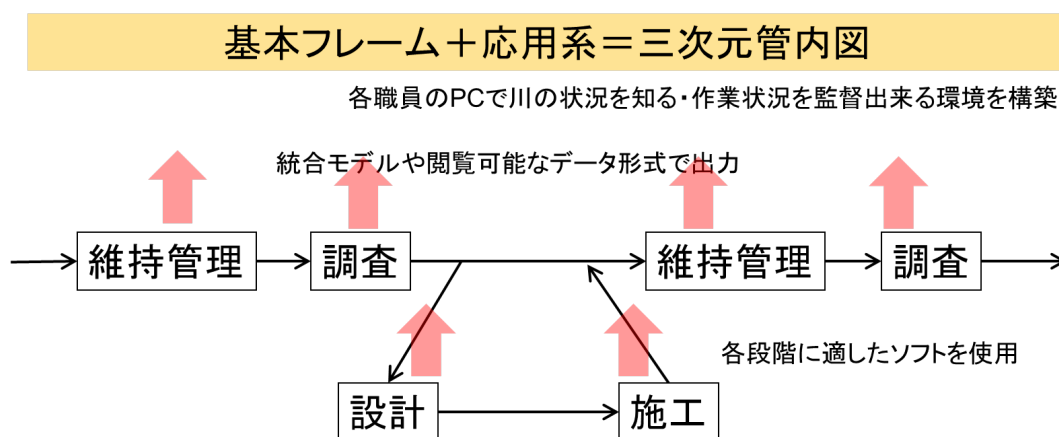 基本フレーム＋応用系＝三次元管内図
各職員のPCで川の状況を知る・作業状況を監督出来る環境を構築
統合モデルや閲覧可能なデータ形式で出力
維持管理
調査
維持管理
調査
各段階に適したソフトを使用
設計
施工